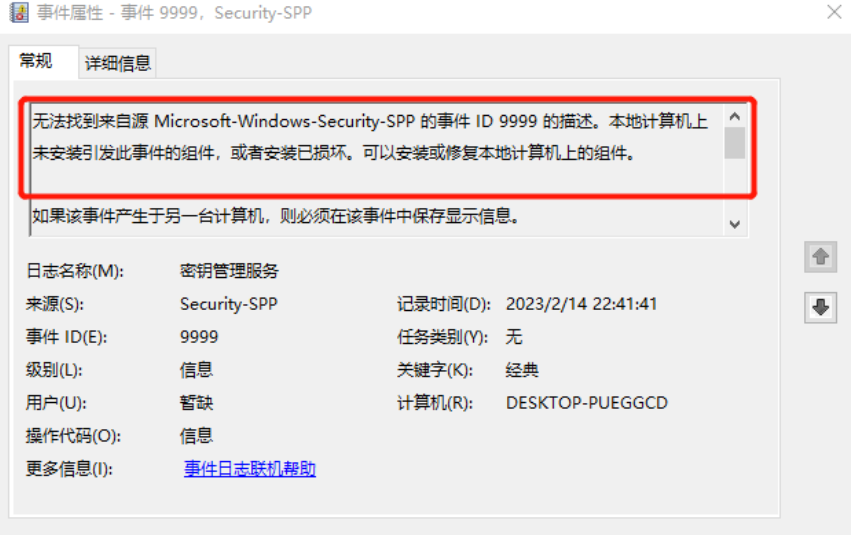 事件属性 - 事件 9999，Security-SPP
常规
详细信息
无法找到来自源 Microsoft-Windows-Security-SPP 的事件 ID 9999 的描述。本地计算机上
未安装引发此事件的组件，或者安装已损坏。可以安装或修复本地计算机上的组件。
如果该事件产生于另一台计算机，则必须在该事件中保存显示信息。
日志名称(M): 密钥管理服务
来源(S): Security-SPP 记录时间(D): 2023/2/14 22:41:41
事件 ID(E): 9999 任务类别(Y): 无
级别(L): 信息 关键字(K): 经典
用户(U): 暂缺 计算机(R): DESKTOP-PUEGGCD
操作代码(O): 信息
更多信息(I): 事件日志联机帮助